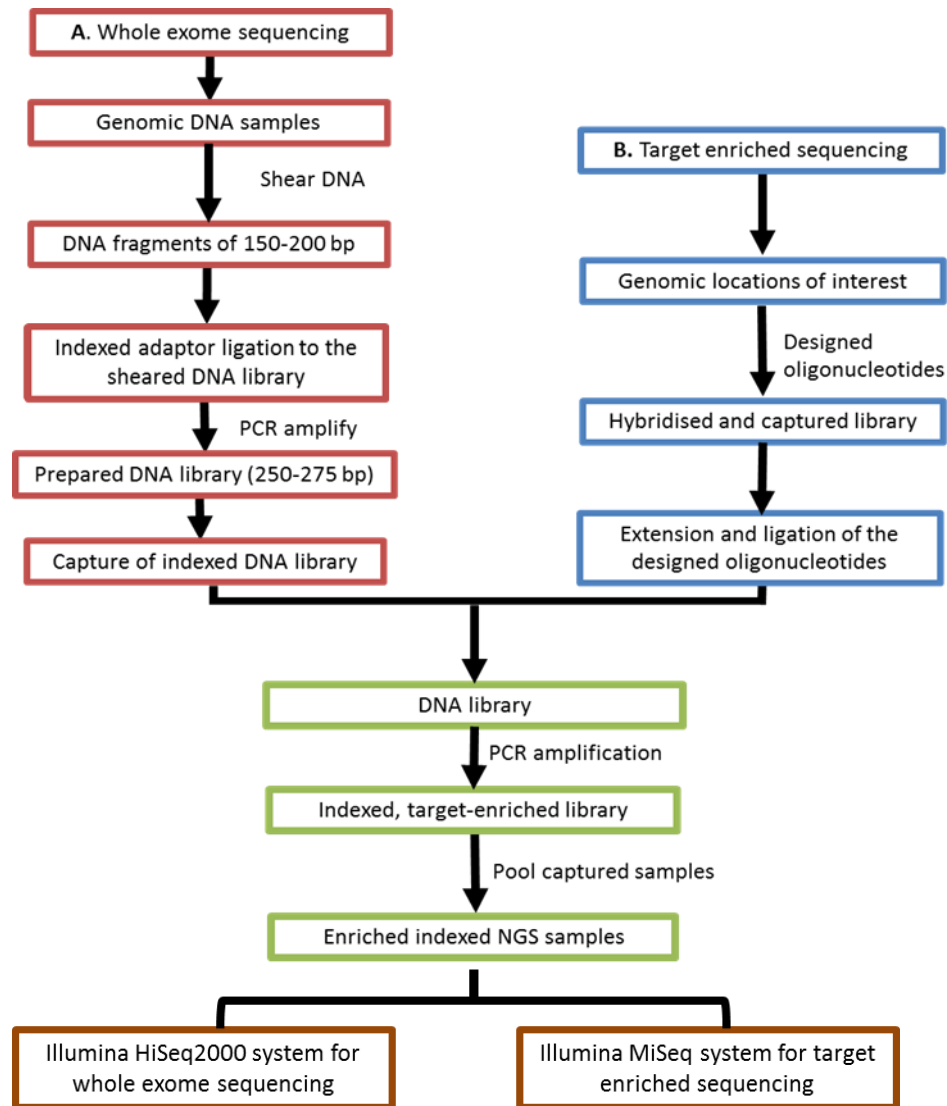 A. Whole exome sequencing
Genomic DNA samples
Shear DNA
DNA fragments of 150-200 bp
Indexed adaptor ligation to the
sheared DNA library
PCR amplify
Prepared DNA library (250-275 bp)
Capture of indexed DNA library
B. Target enriched sequencing
Genomic locations of interest
Designed
oligonucleotides
Hybridised and captured library
Extension and ligation of the
designed oligonucleotides
DNA library
PCR amplification
Indexed, target-enriched library
Pool captured samples
Enriched indexed NGS samples
Illumina HiSeq2000 system for
whole exome sequencing
Illumina MiSeq system for target
enriched sequencing